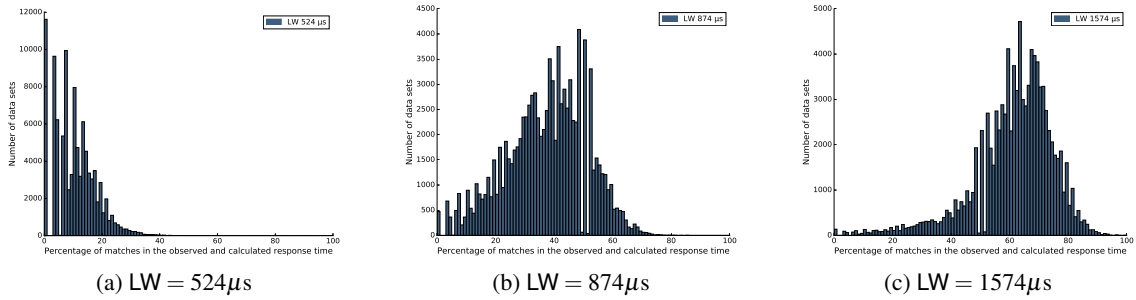 12000
10000
8000
6000
4000
2000
0
Number of data sets
LW 524 µs
0 20 40 60 80 100
Percentage of matches in the observed and calculated response time
(a) LW = 524µs
4500
4000
3500
3000
2500
2000
1500
1000
500
0
Number of data sets
LW 874 µs
0 20 40 60 80 100
Percentage of matches in the observed and calculated response time
(b) LW = 874µs
5000
4000
3000
2000
1000
0
Number of data sets
LW 1574 µs
0 20 40 60 80 100
Percentage of matches in the observed and calculated response time
(c) LW = 1574µs